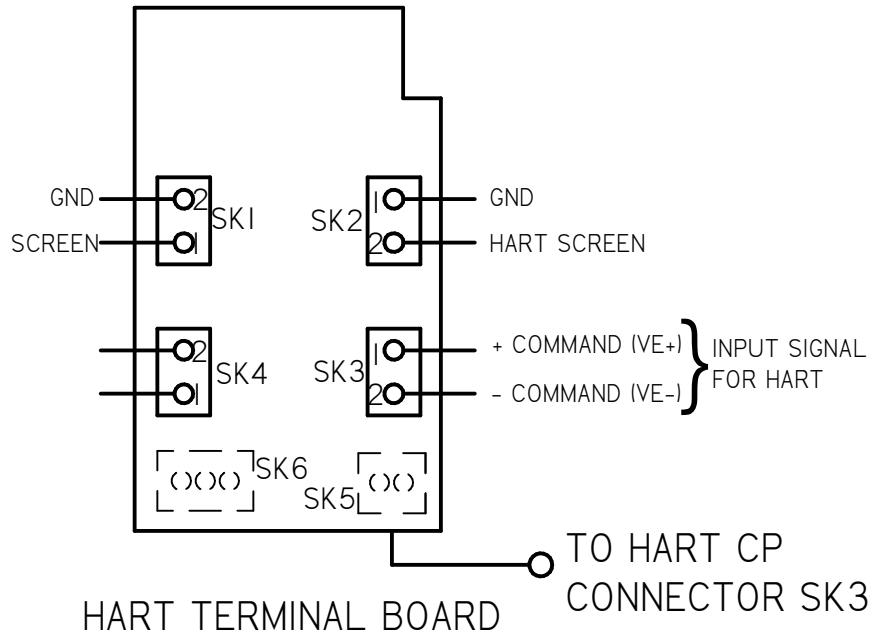 GND
2
SK1
1
SCREEN
SK2
1
2
GND
HART SCREEN
2
SK4
1
SK3
1
2
+ COMMAND (VE+)
- COMMAND (VE-)
INPUT SIGNAL
FOR HART
SK6
SK5
TO HART CP
CONNECTOR SK3
HART TERMINAL BOARD